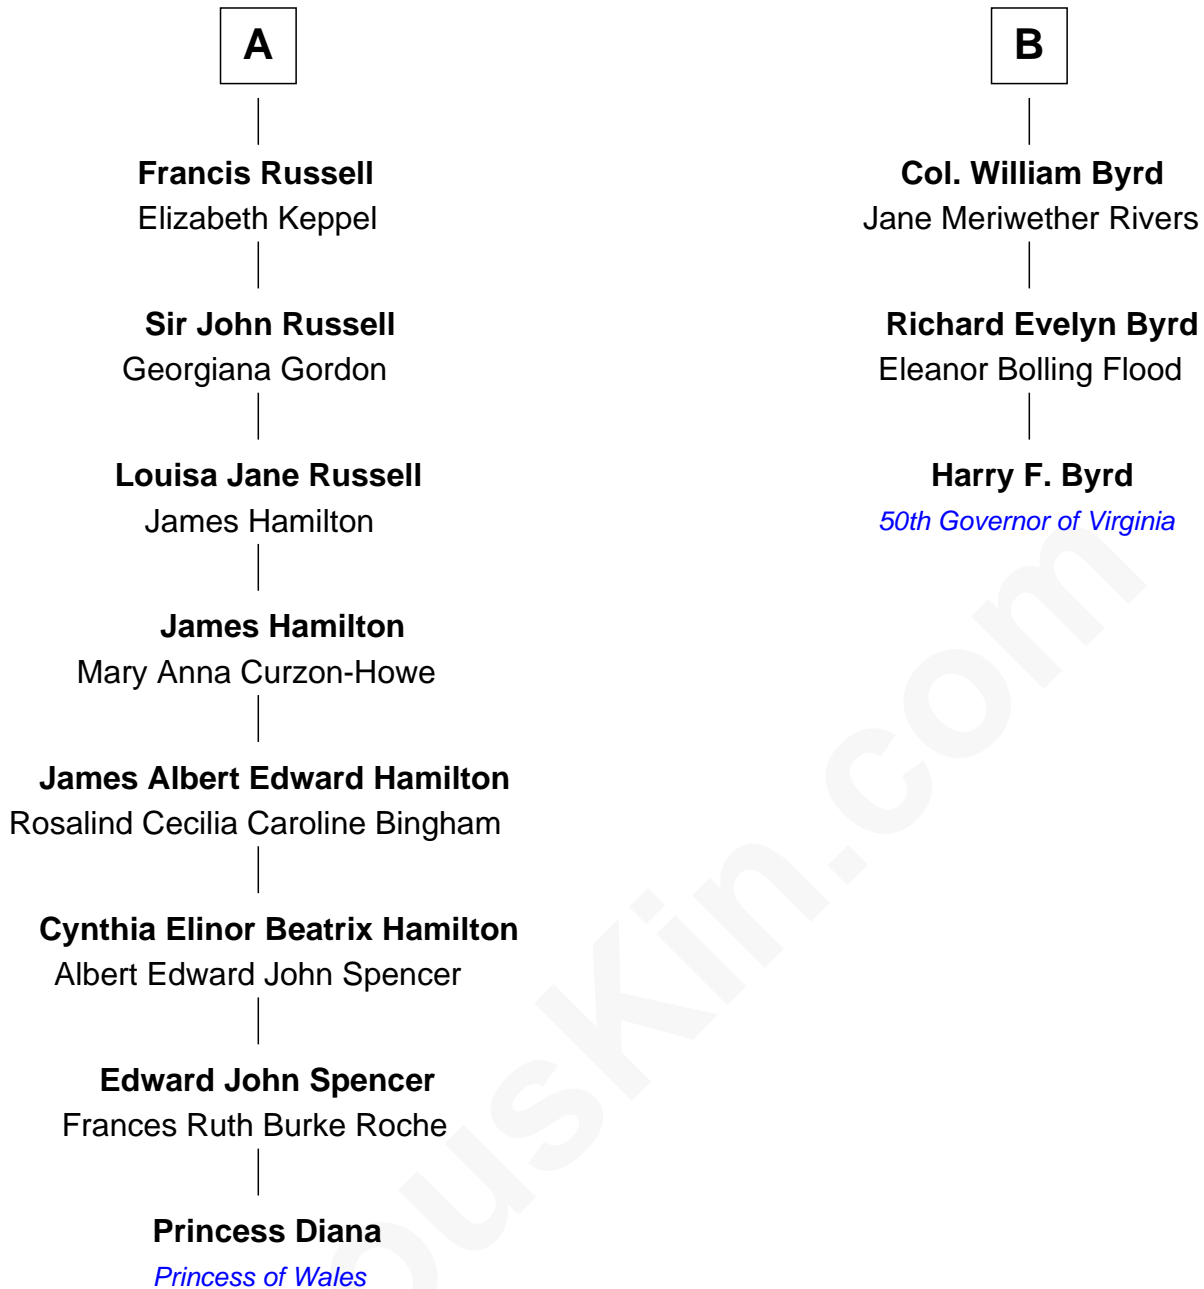 A
Francis Russell
Elizabeth Keppel
Sir John Russell
Georgiana Gordon
Louisa Jane Russell
James Hamilton
James Hamilton
Mary Anna Curzon-Howe
James Albert Edward Hamilton
Rosalind Cecilia Caroline Bingham
Cynthia Elinor Beatrix Hamilton
Albert Edward John Spencer
Edward John Spencer
Frances Ruth Burke Roche
Princess Diana
Princess of Wales
B
Col. William Byrd
Jane Meriwether Rivers
Richard Evelyn Byrd
Eleanor Bolling Flood
Harry F. Byrd
50th Governor of Virginia
ousKin.com